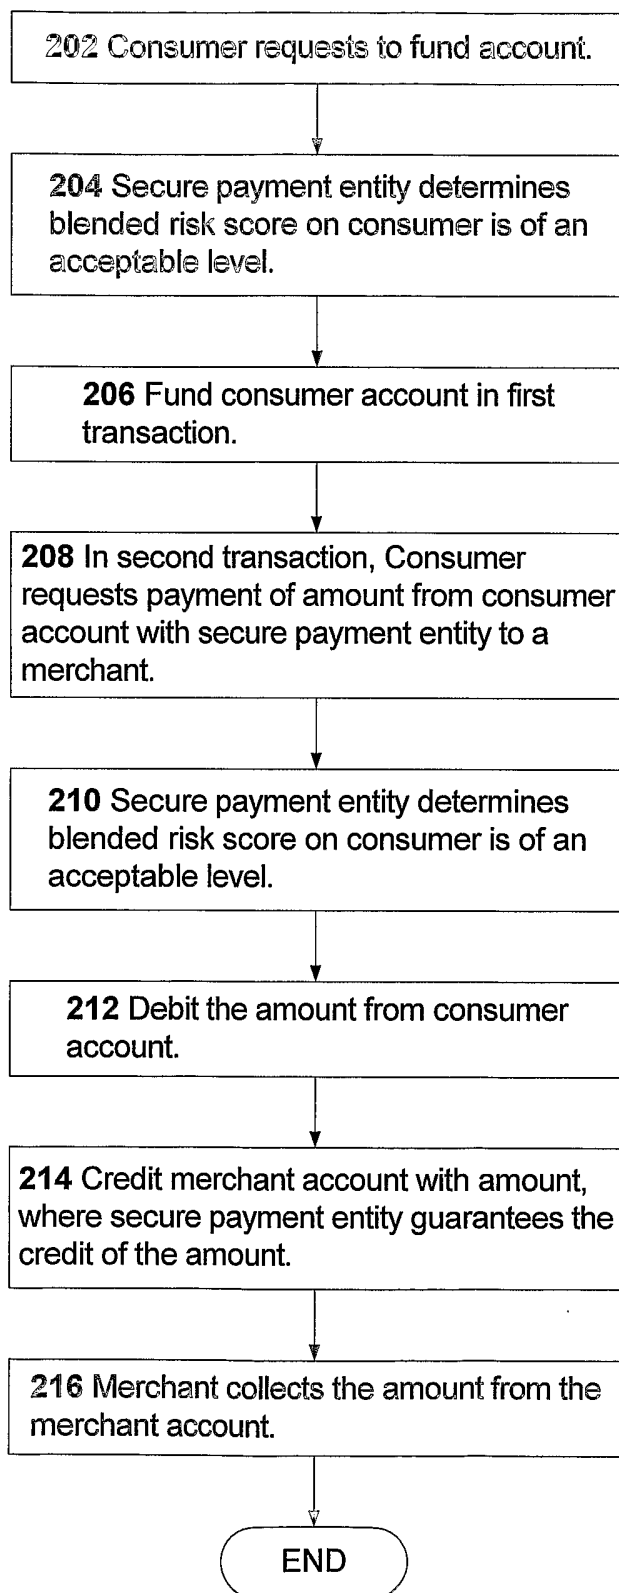 202 Consumer requests to fund account.
204 Secure payment entity determines
blended risk score on consumer is of an
acceptable level.
206 Fund consumer account in first
transaction.
208 In second transaction, Consumer
requests payment of amount from consumer
account with secure payment entity to a
merchant.
210 Secure payment entity determines
blended risk score on consumer is of an
acceptable level.
212 Debit the amount from consumer
account.
214 Credit merchant account with amount,
where secure payment entity guarantees the
credit of the amount.
216 Merchant collects the amount from the
merchant account.
END